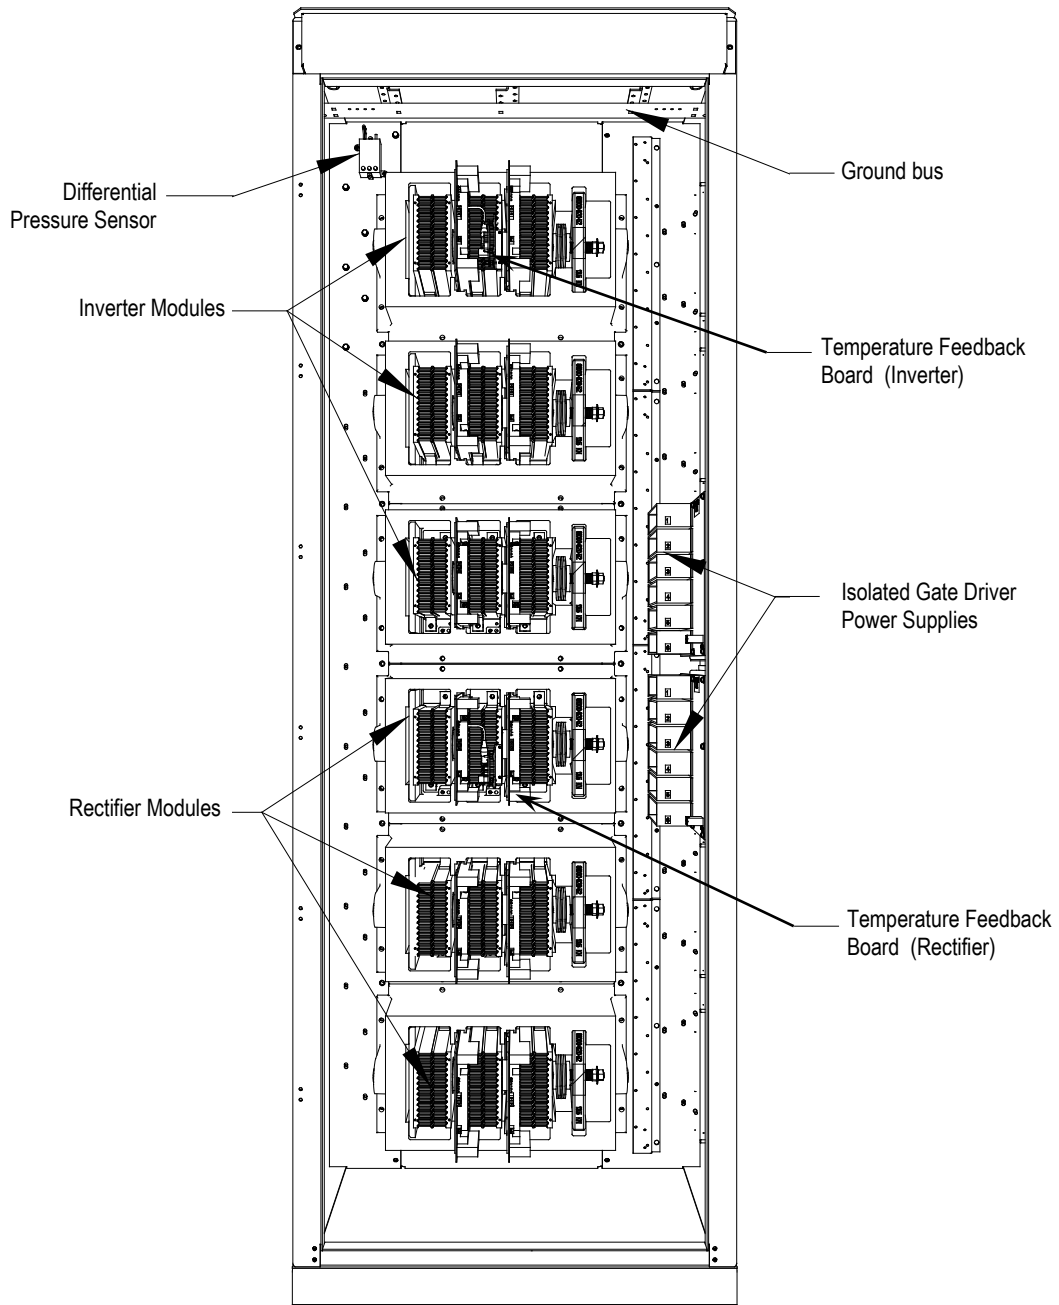 Ground bus
Differential
Pressure Sensor
Inverter Modules
Temperature Feedback
Board (Inverter)
Isolated Gate Driver
Power Supplies
Rectifier Modules
Temperature Feedback
Board (Rectifier)